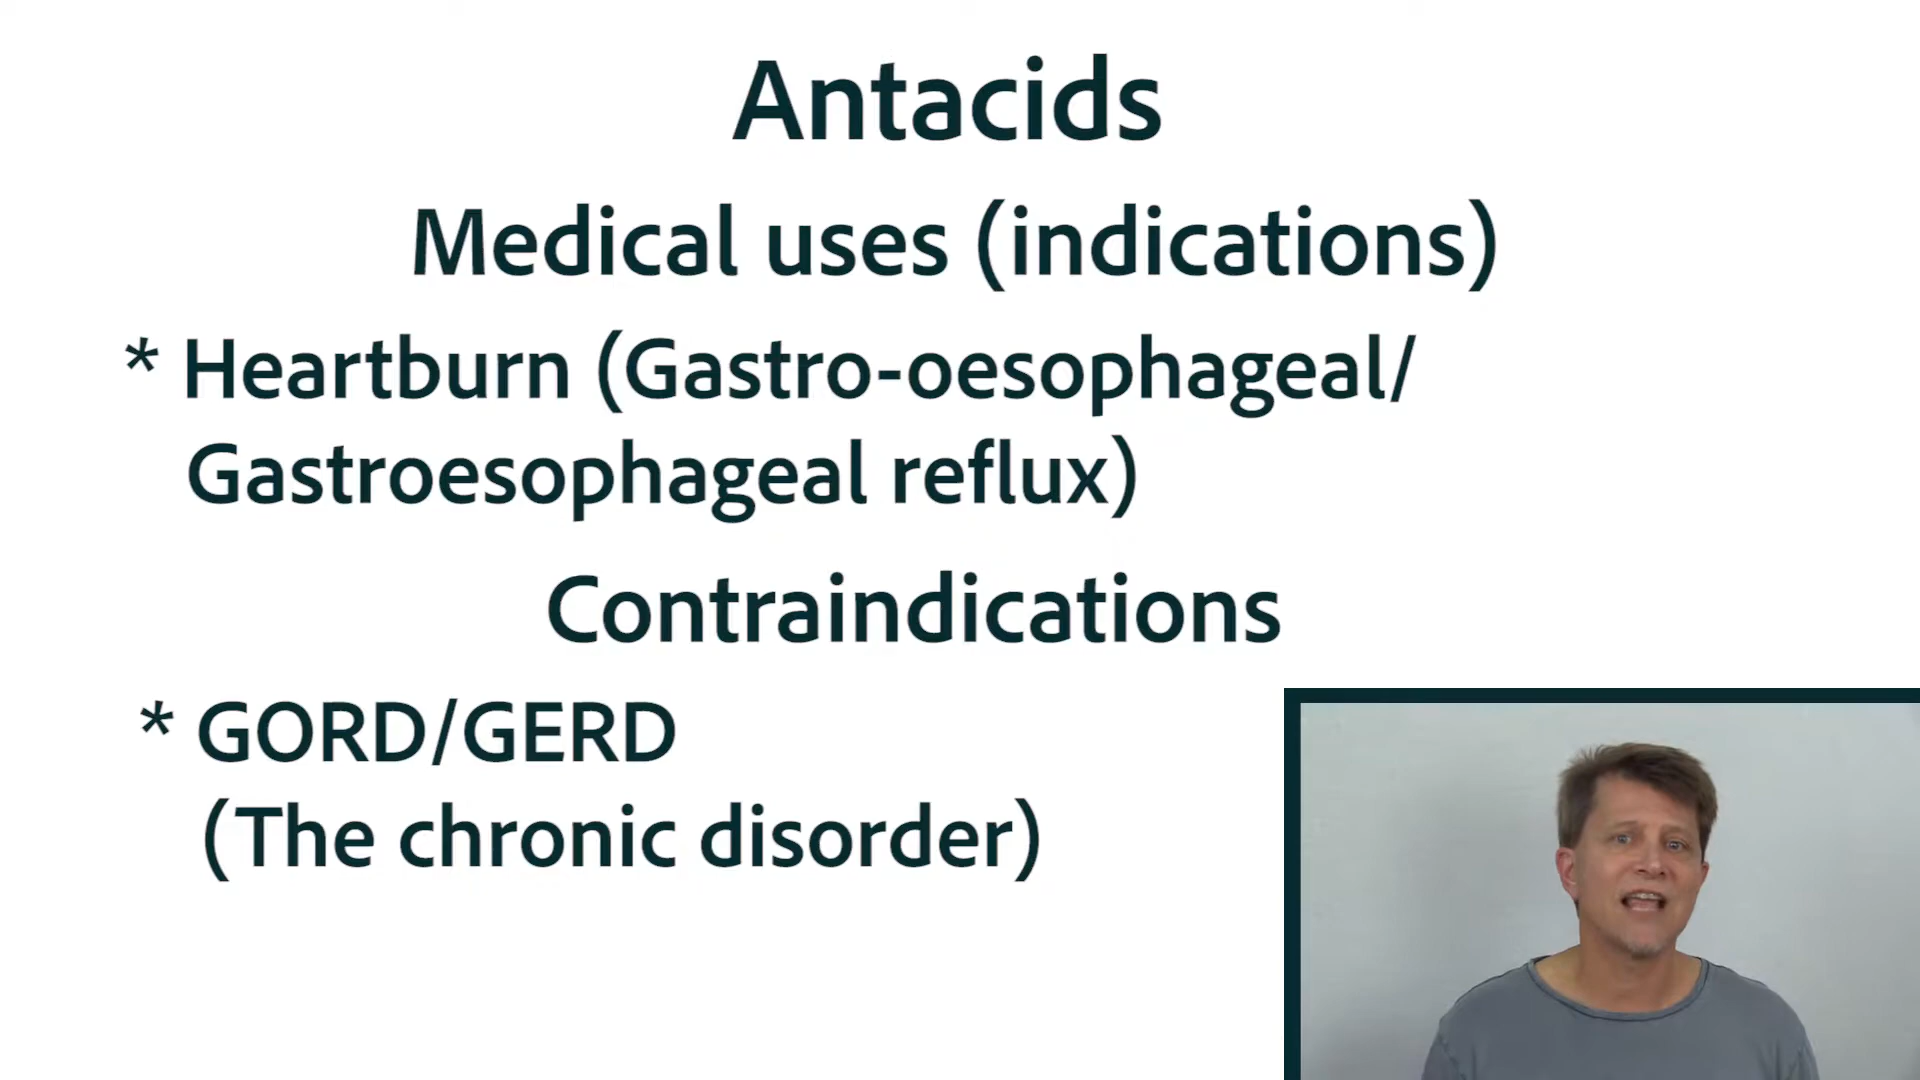 Antacids
Medical uses (indications)
* Heartburn (Gastro-oesophageal/
Gastroesophageal reflux)
Contraindications
* GORD/GERD
(The chronic disorder)